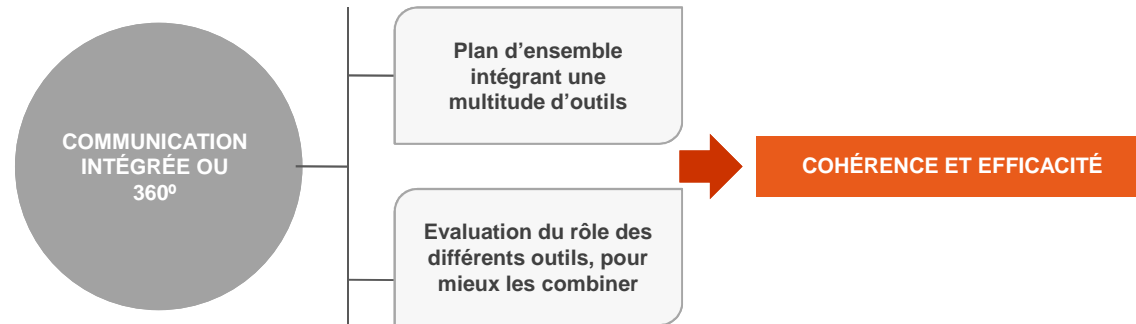 COMMUNICATION
INTÉGRÉE OU
360º
Plan d’ensemble
intégrant une
multitude d’outils
Evaluation du rôle des
différents outils, pour
mieux les combiner
COHÉRENCE ET EFFICACITÉ